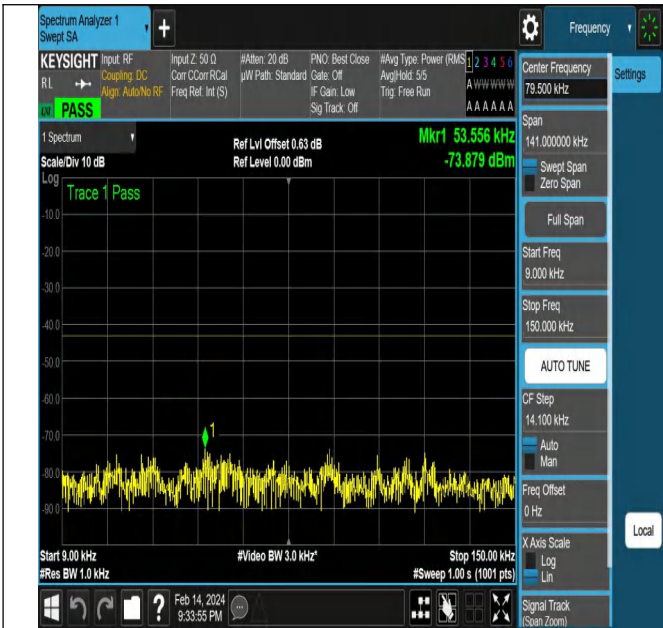 Spectrum Analyzer 1
Swept SA
Frequency
KEYSIGHT
RL
PASS
Input: RF
Coupling: DC
Align: Auto/No RF
Input Z: 50 Ω
Corr CCorr RCal
Freq Ref: Int (S)
#Atten: 20 dB
µW Path: Standard
PNO: Best Close
Gate: Off
IF Gain: Low
Sig Track: Off
#Avg Type: Power (RMS
Avg|Hold: 5/5
Trig: Free Run
1 2 3 4 5 6
A W W W W W
A A A A A A
1 Spectrum
Scale/Div 10 dB
Ref Lvl Offset 0.63 dB
Ref Level 0.00 dBm
Mkr1 53.556 kHz
-73.879 dBm
Log
Trace 1 Pass
-10.0
-20.0
-30.0
-40.0
-50.0
-60.0
-70.0
-80.0
-90.0
1
Start 9.00 kHz
#Res BW 1.0 kHz
#Video BW 3.0 kHz*
Stop 150.00 kHz
#Sweep 1.00 s (1001 pts)
?
Feb 14, 2024
9:33:55 PM
Center Frequency
79.500 kHz
Span
141.000000 kHz
Swept Span
Zero Span
Full Span
Start Freq
9.000 kHz
Stop Freq
150.000 kHz
AUTO TUNE
CF Step
14.100 kHz
Auto
Man
Freq Offset
0 Hz
X Axis Scale
Log
Lin
Signal Track
(Span Zoom)
Settings
Local